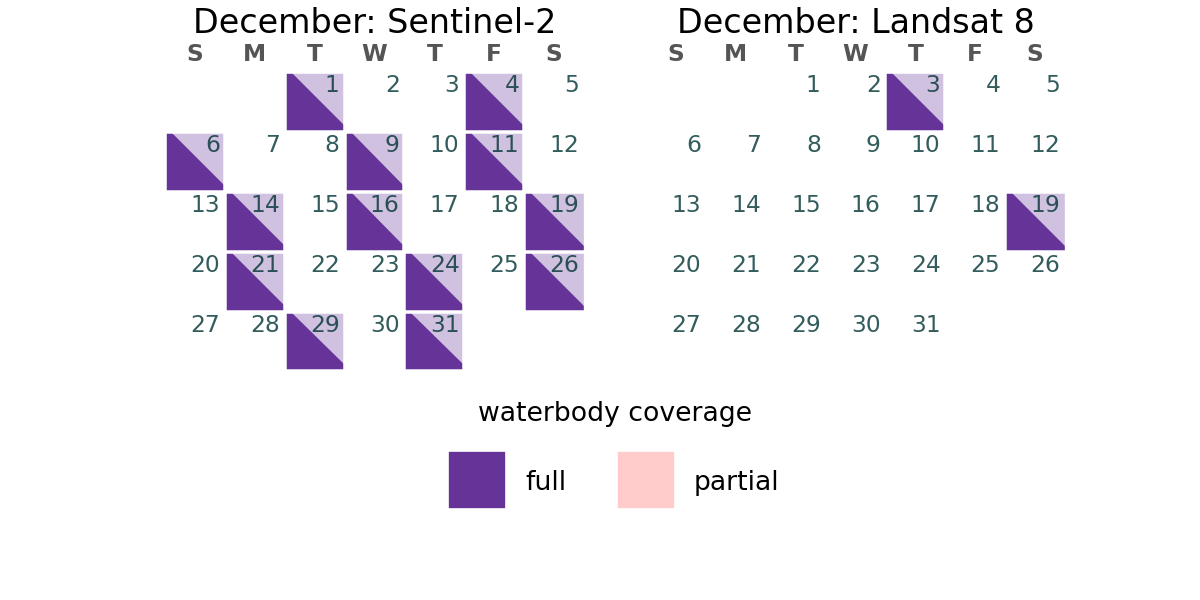 December: Sentinel-2
S M T W T F S
1 2 3 4 5
6 7 8 9 10 11 12
13 14 15 16 17 18 19
20 21 22 23 24 25 26
27 28 29 30 31
December: Landsat 8
S M T W T F S
1 2 3 4 5
6 7 8 9 10 11 12
13 14 15 16 17 18 19
20 21 22 23 24 25 26
27 28 29 30 31
waterbody coverage
full partial